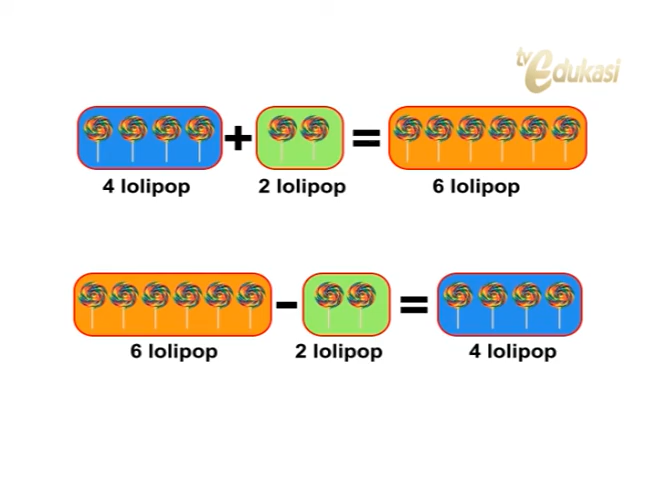 tv Edukasi
+ =
4 lolipop 2 lolipop 6 lolipop
- =
6 lolipop 2 lolipop 4 lolipop